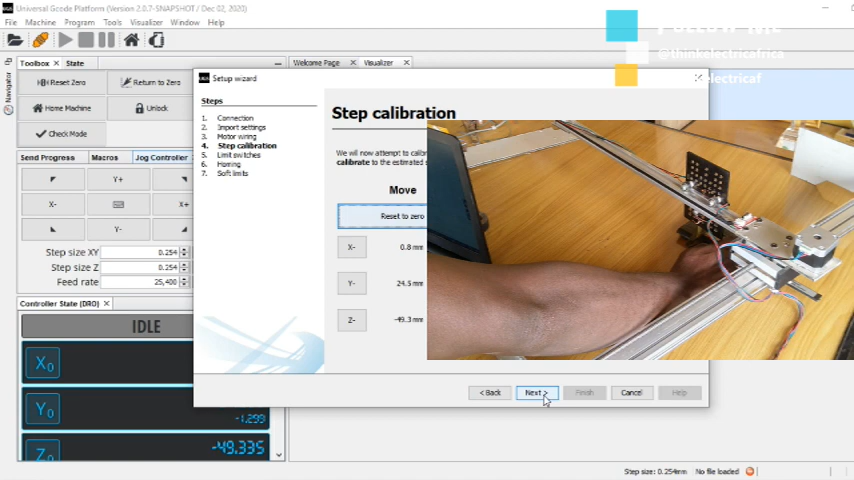 Universal Gcode Platform (Version 2.0.7-SNAPSHOT / Dec 02, 2020)
File Machine Program Tools Visualizer Window Help
@thinkelectricafrica
Toolbox State
Welcome Page Visualizer
Navigator
Reset Zero Return to Zero
Home Machine Unlock
Check Mode
Send Progress Macros Jog Controller
Y+
X- X+
Y-
Step size XY 0.254
Step size Z 0.254
Feed rate 25,400
Controller State (DRO)
IDLE
X0
Y0 -1.299
Z0 -49.335
Setup wizard
Steps
1. Connection
2. Import settings
3. Motor wiring
4. Step calibration
5. Limit switches
6. Homing
7. Soft limits
Step calibration
We will now attempt to
calibrate to the estimated
Move
Reset to zero
X- 0.8 mm
Y- 24.5 mm
Z- -49.3 mm
< Back Next > Finish Cancel Help
Step size: 0.254mm No file loaded